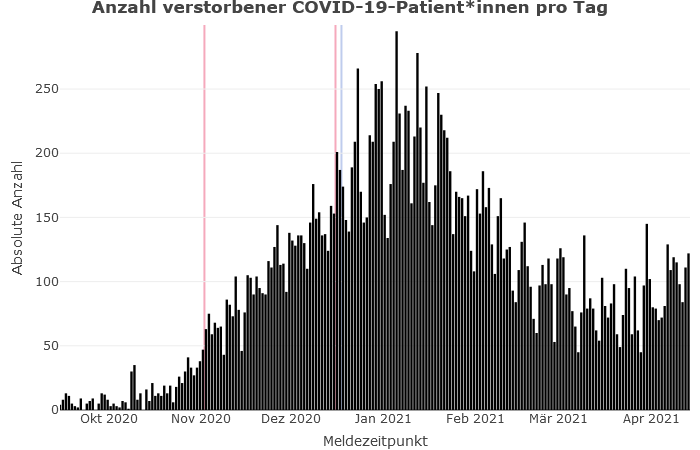 Anzahl verstorbener COVID-19-Patient*innen pro Tag
250
200
150
100
50
0
Absolute Anzahl
Okt 2020 Nov 2020 Dez 2020 Jan 2021 Feb 2021 Mär 2021 Apr 2021
Meldezeitpunkt